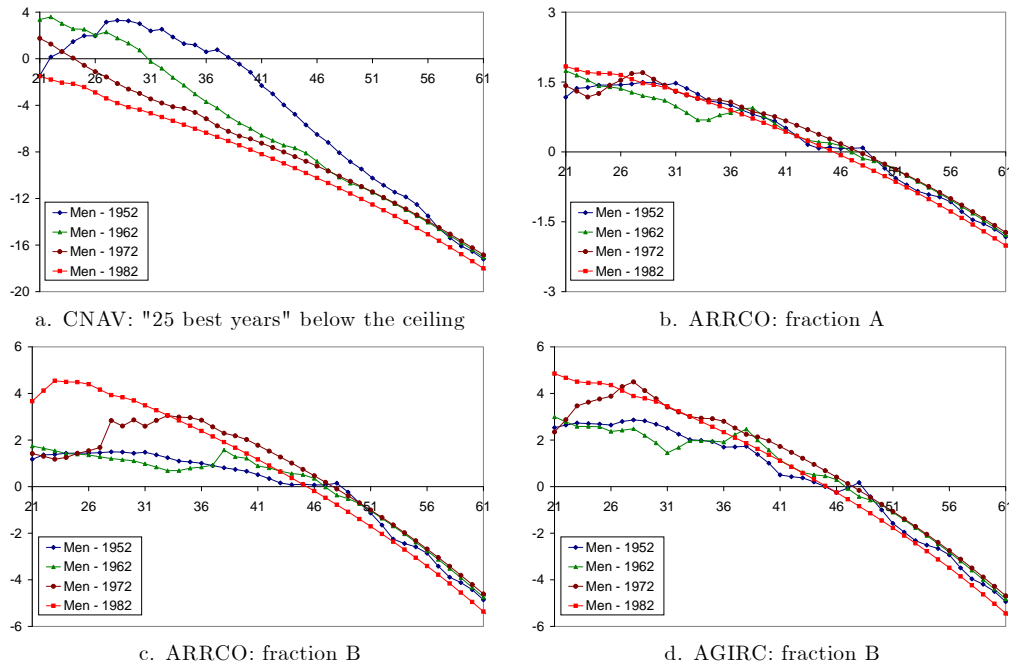 4
0
-4
-8
-12
-16
-20
21 26 31 36 41 46 51 56 61
Men - 1952
Men - 1962
Men - 1972
Men - 1982
a. CNAV: "25 best years" below the ceiling
3
1.5
0
-1.5
-3
21 26 31 36 41 46 51 56 61
Men - 1952
Men - 1962
Men - 1972
Men - 1982
b. ARRCO: fraction A
6
4
2
0
-2
-4
-6
21 26 31 36 41 46 51 56 61
Men - 1952
Men - 1962
Men - 1972
Men - 1982
c. ARRCO: fraction B
6
4
2
0
-2
-4
-6
21 26 31 36 41 46 51 56 61
Men - 1952
Men - 1962
Men - 1972
Men - 1982
d. AGIRC: fraction B